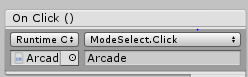 On Click ()
Runtime C ModeSelect.Click
Arcad Arcade